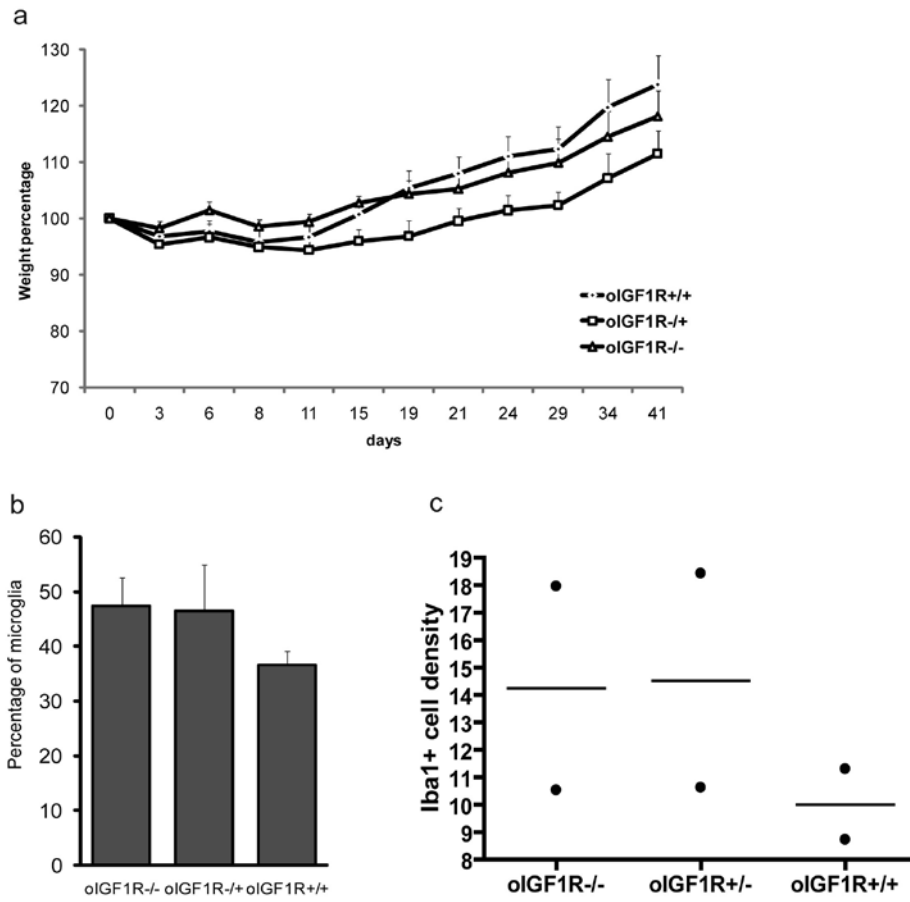 a
130
120
110
100
90
80
70
Weight percentage
0 3 6 8 11 15 19 21 24 29 34 41
days
oIGF1R+/+
oIGF1R-/+
oIGF1R-/-
b
60
50
40
30
20
10
0
Percentage of microglia
oIGF1R-/- oIGF1R-/+ oIGF1R+/+
c
19
18
17
16
15
14
13
12
11
10
9
8
Iba1+ cell density
oIGF1R-/- oIGF1R+/- oIGF1R+/+